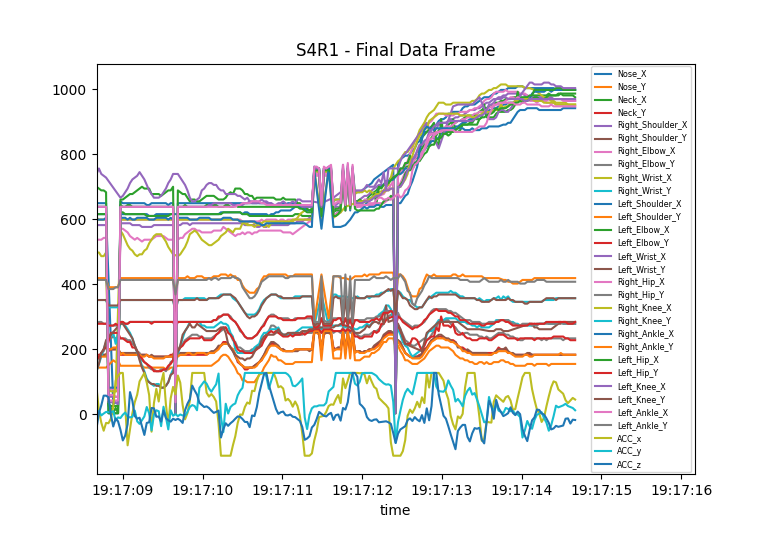 S4R1 - Final Data Frame
1000
800
600
400
200
0
19:17:09 19:17:10 19:17:11 19:17:12 19:17:13 19:17:14 19:17:15 19:17:16
time
Nose_X
Nose_Y
Neck_X
Neck_Y
Right_Shoulder_X
Right_Shoulder_Y
Right_Elbow_X
Right_Elbow_Y
Right_Wrist_X
Right_Wrist_Y
Left_Shoulder_X
Left_Shoulder_Y
Left_Elbow_X
Left_Elbow_Y
Left_Wrist_X
Left_Wrist_Y
Right_Hip_X
Right_Hip_Y
Right_Knee_X
Right_Knee_Y
Right_Ankle_X
Right_Ankle_Y
Left_Hip_X
Left_Hip_Y
Left_Knee_X
Left_Knee_Y
Left_Ankle_X
Left_Ankle_Y
ACC_x
ACC_y
ACC_z